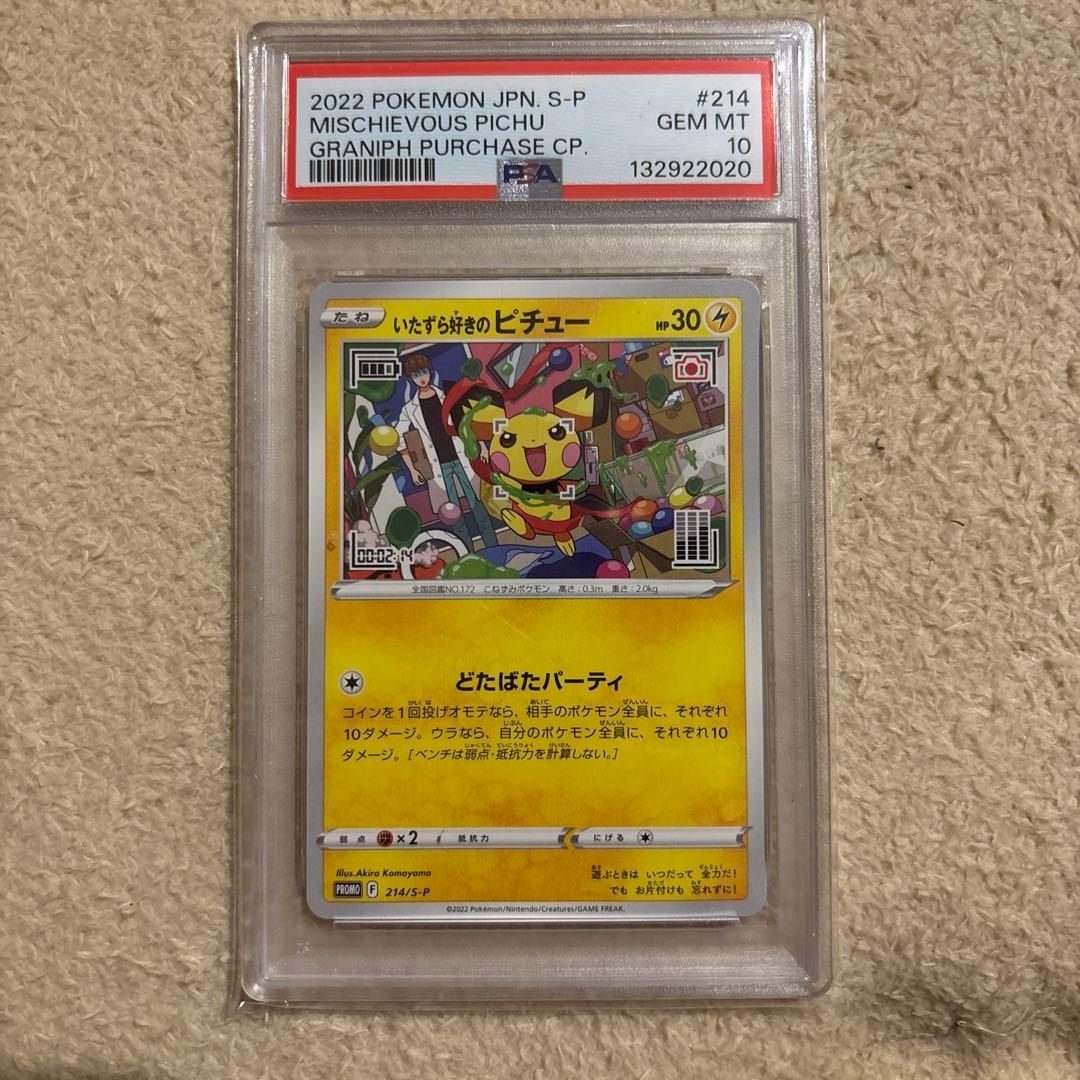 2022 POKEMON JPN. S-P #214
MISCHIEVOUS PICHU GEM MT
GRANIPH PURCHASE CP. 10
PSA 132922020
たね いたずら好きのピチュー HP30
00:02:14
全国図鑑NO.172 こねずみポケモン 高さ:0.3m 重さ:2.0kg
どたばたパーティ
コインを1回投げオモテなら、相手のポケモン全員に、それぞれ
10ダメージ。ウラなら、自分のポケモン全員に、それぞれ10
ダメージ。[ベンチは弱点・抵抗力を計算しない。]
弱点 ×2 抵抗力 にげる
Illus.Akira Komayama
遊ぶときは いつだって 全力だ!
PROMO F 214/S-P
でも お片付けも 忘れずに!
©2022 Pokémon/Nintendo/Creatures/GAME FREAK.